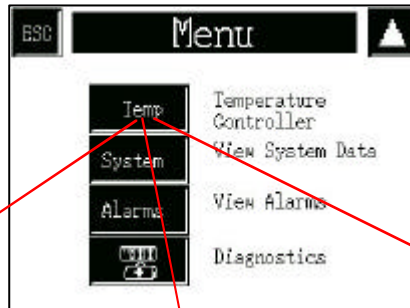 ESC Menu
Temp Temperature
Controller
System View System Data
Alarms View Alarms
Diagnostics